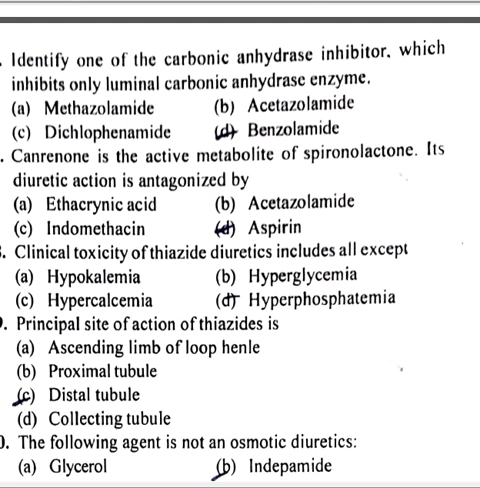 . Identify one of the carbonic anhydrase inhibitor, which
inhibits only luminal carbonic anhydrase enzyme.
(a) Methazolamide (b) Acetazolamide
(c) Dichlophenamide (d) Benzolamide
. Canrenone is the active metabolite of spironolactone. Its
diuretic action is antagonized by
(a) Ethacrynic acid (b) Acetazolamide
(c) Indomethacin (d) Aspirin
. Clinical toxicity of thiazide diuretics includes all except
(a) Hypokalemia (b) Hyperglycemia
(c) Hypercalcemia (d) Hyperphosphatemia
. Principal site of action of thiazides is
(a) Ascending limb of loop henle
(b) Proximal tubule
(c) Distal tubule
(d) Collecting tubule
. The following agent is not an osmotic diuretics:
(a) Glycerol (b) Indepamide